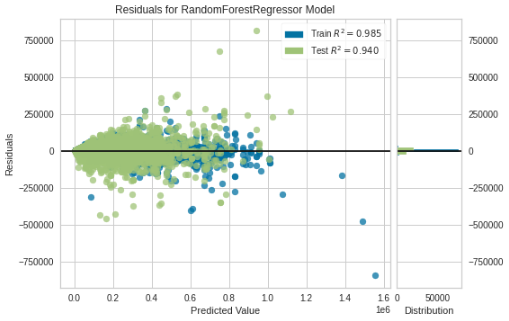 Residuals for RandomForestRegressor Model
Train R² = 0.985
Test R² = 0.940
750000
500000
250000
0
−250000
−500000
−750000
Residuals
0.0 0.2 0.4 0.6 0.8 1.0 1.2 1.4 1.6
1e6
Predicted Value
750000
500000
250000
0
−250000
−500000
−750000
0 50000
Distribution